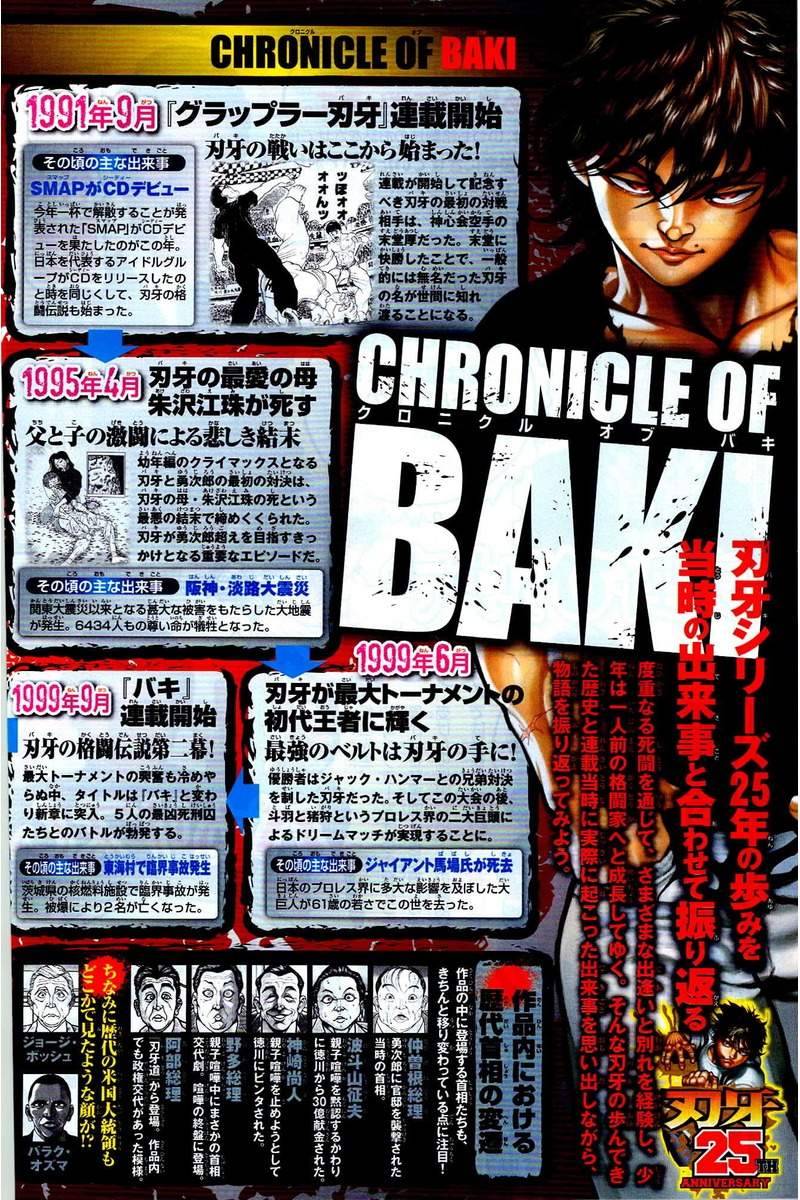 CHRONICLE OF BAKI
1991年9月『グラップラー刃牙』連載開始
刃牙の戦いはここから始まった!
その頃の主な出来事
SMAPがCDデビュー
今年一杯で解散することが発
表された「SMAP」がCDデビ
ューを果たしたのがこの年。
日本を代表するアイドルグル
ープがCDをリリースしたの
と時を同じくして、刃牙の格
闘伝説も始まった。
ッぽオオ
オオんッ
連載が開始して記念す
べき刃牙の最初の対戦
相手は、神心会空手の
末堂厚だった。末堂に
快勝したことで、一般
的には無名だった刃牙
の名が世間に知れ
渡ることになる。
1995年4月
刃牙の最愛の母
朱沢江珠が死す
父と子の激闘による悲しき結末
幼年編のクライマックスとなる
刃牙と勇次郎の最初の対決は、
刃牙の母・朱沢江珠の死という
最悪の結末で締めくくられた。
刃牙が勇次郎超えを目指すきっ
かけとなる重要なエピソードだ。
その頃の主な出来事
阪神・淡路大震災
関東大震災以来となる甚大な被害をもたらした大地震
が発生。6434人もの尊い命が犠牲となった。
CHRONICLE OF
クロニクル オブ バキ
BAKI
刃牙シリーズ25年の歩みを
当時の出来事と合わせて振り返る
度重なる死闘を通じて、さまざまな出逢いと別れを経験し、少
年は一人前の格闘家へと成長してゆく。そんな刃牙の歩んでき
た歴史と連載当時に実際に起こった出来事を思い出しながら、
物語を振り返ってみよう。
1999年6月
刃牙が最大トーナメントの
初代王者に輝く
最強のベルトは刃牙の手に!
優勝者はジャック・ハンマーとの兄弟対決
を制した刃牙だった。そしてこの大会の後、
斗羽と猪狩というプロレス界の二大巨頭に
よるドリームマッチが実現することに。
その頃の主な出来事
ジャイアント馬場氏が死去
日本のプロレス界に多大な影響を及ぼした大
巨人が61歳の若さでこの世を去った。
1999年9月
『バキ』
連載開始
刃牙の格闘伝説第二幕!
最大トーナメントの興奮も冷めや
らぬ中、タイトルは『バキ』と変わ
り新章に突入。5人の最凶死刑囚
たちとのバトルが勃発する。
その頃の主な出来事
東海村で臨界事故が発生
茨城県の核燃料施設で臨界事故が発
生。被爆により2名が亡くなった。
作品内における
歴代首相の変遷
作品の中に登場する首相たちも、
きちんと移り変わっている点に注目!
仲曽根総理
勇次郎に官邸を襲撃された
当時の首相。
波斗山征夫
親子喧嘩を黙認するかわり
に徳川から30億献金された。
神崎尚人
親子喧嘩を止めようとして
徳川にビンタされた。
野多総理
親子喧嘩中にまさかの首相
交代劇。喧嘩の終盤に登場。
阿部総理
『刃牙道』から登場。作品内
でも政権交代があった模様。
ちなみに歴代の米国大統領も
どこかで見たような顔が!?
ジョージ・
ボッシュ
バラク・
オズマ
刃牙
25TH
ANNIVERSARY